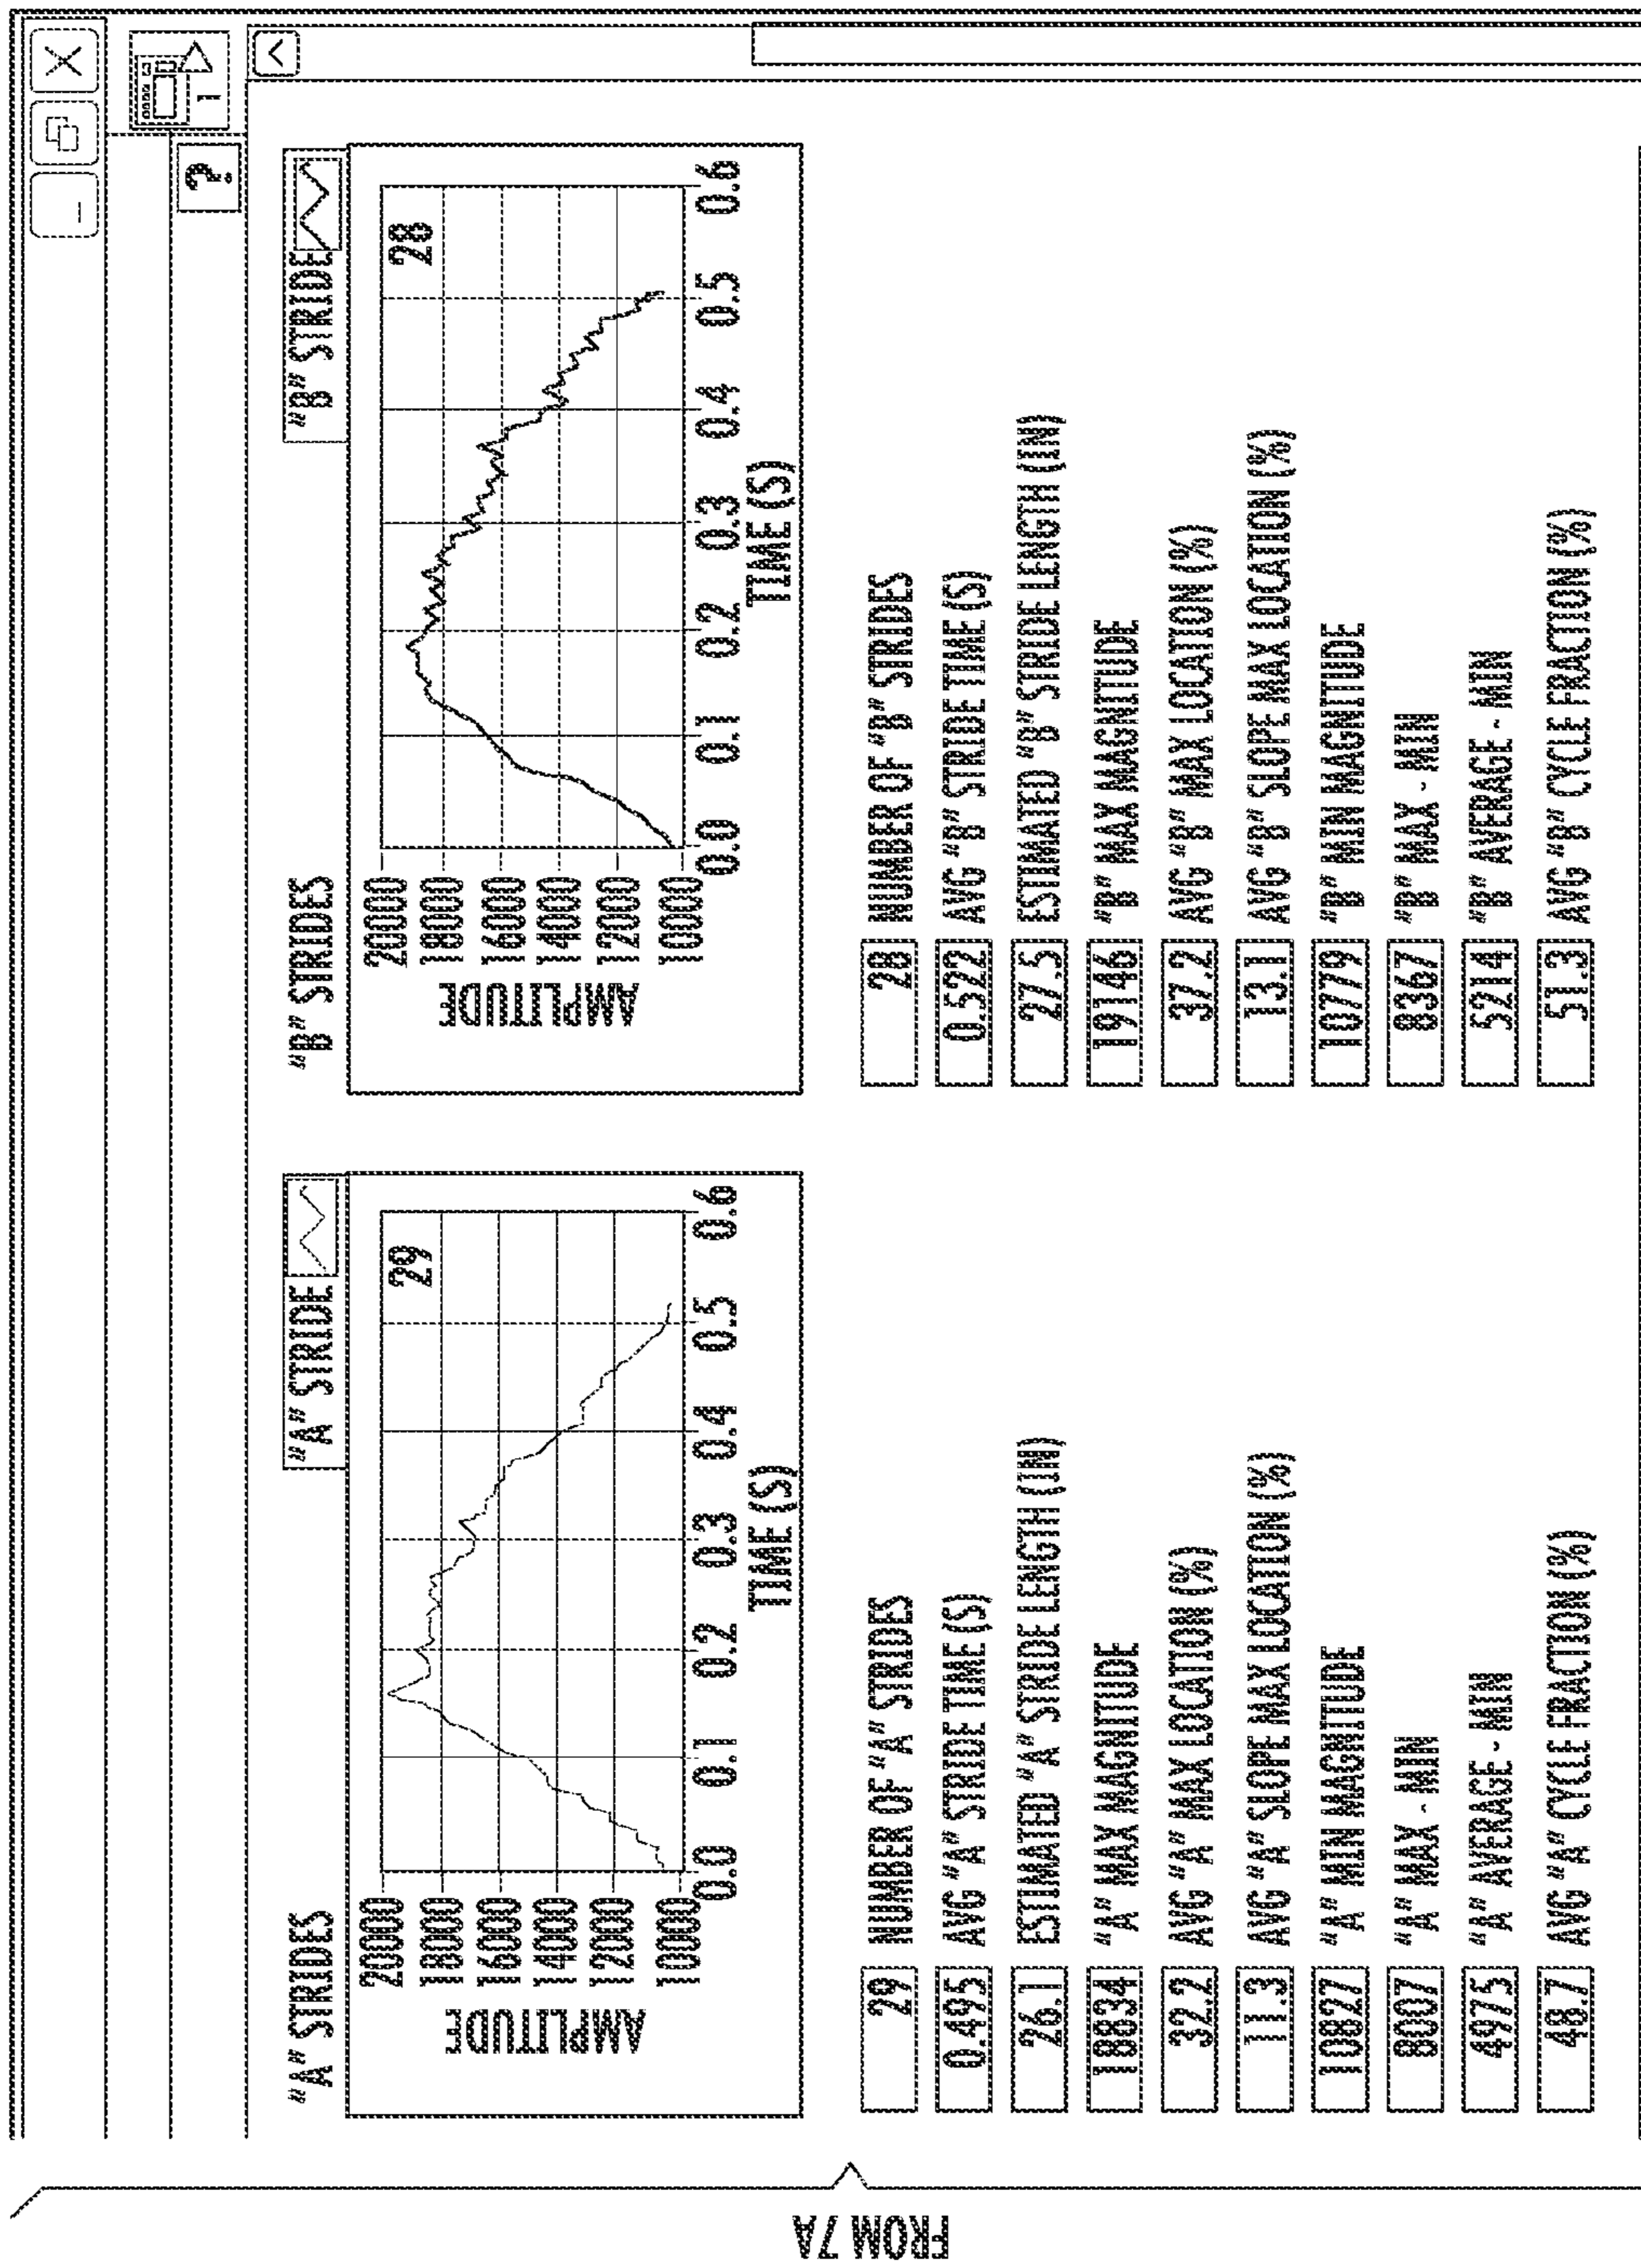 ?
1
"A" STRIDES
"A" STRIDE
29
AMPLITUDE
20000
18000
16000
14000
12000
10000
0.0 0.1 0.2 0.3 0.4 0.5 0.6
TIME (S)
29 NUMBER OF "A" STRIDES
0.495 AVG "A" STRIDE TIME (S)
26.1 ESTIMATED "A" STRIDE LENGTH (IN)
18834 "A" MAX MAGNITUDE
32.2 AVG "A" MAX LOCATION (%)
11.3 AVG "A" SLOPE MAX LOCATION (%)
10827 "A" MIN MAGNITUDE
8007 "A" MAX - MIN
4975 "A" AVERAGE - MIN
48.7 AVG "A" CYCLE FRACTION (%)
"B" STRIDES
"B" STRIDE
28
AMPLITUDE
20000
18000
16000
14000
12000
10000
0.0 0.1 0.2 0.3 0.4 0.5 0.6
TIME (S)
28 NUMBER OF "B" STRIDES
0.522 AVG "B" STRIDE TIME (S)
27.5 ESTIMATED "B" STRIDE LENGTH (IN)
19146 "B" MAX MAGNITUDE
37.2 AVG "B" MAX LOCATION (%)
13.1 AVG "B" SLOPE MAX LOCATION (%)
10779 "B" MIN MAGNITUDE
8367 "B" MAX - MIN
5214 "B" AVERAGE - MIN
51.3 AVG "B" CYCLE FRACTION (%)
FROM 7A